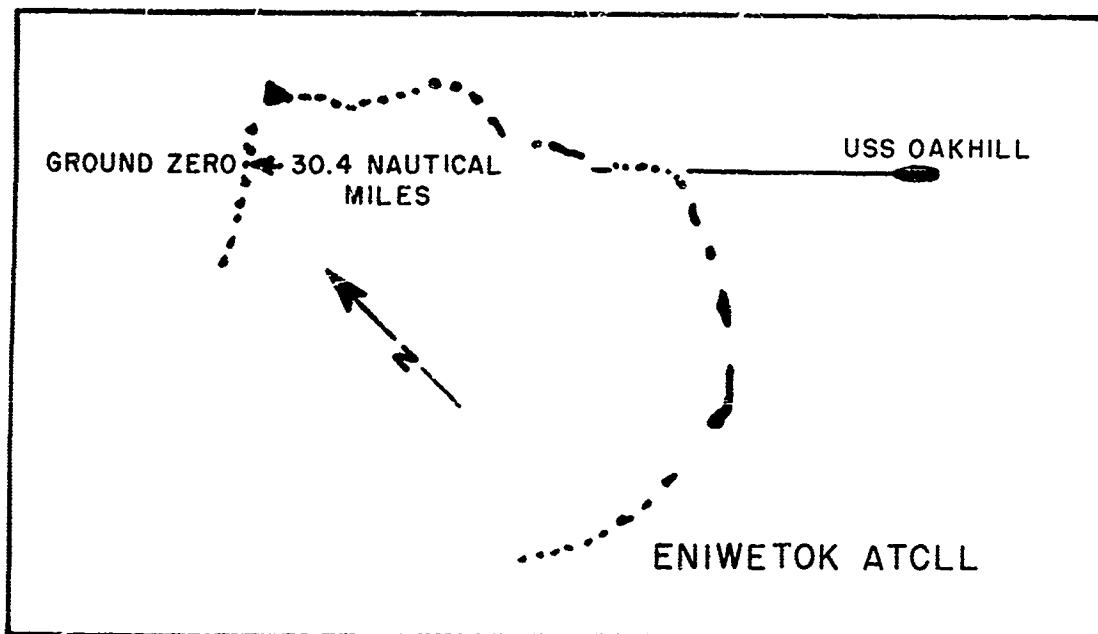 USS OAKHILL
GROUND ZERO
30.4 NAUTICAL
MILES
N
ENIWETOK ATCLL